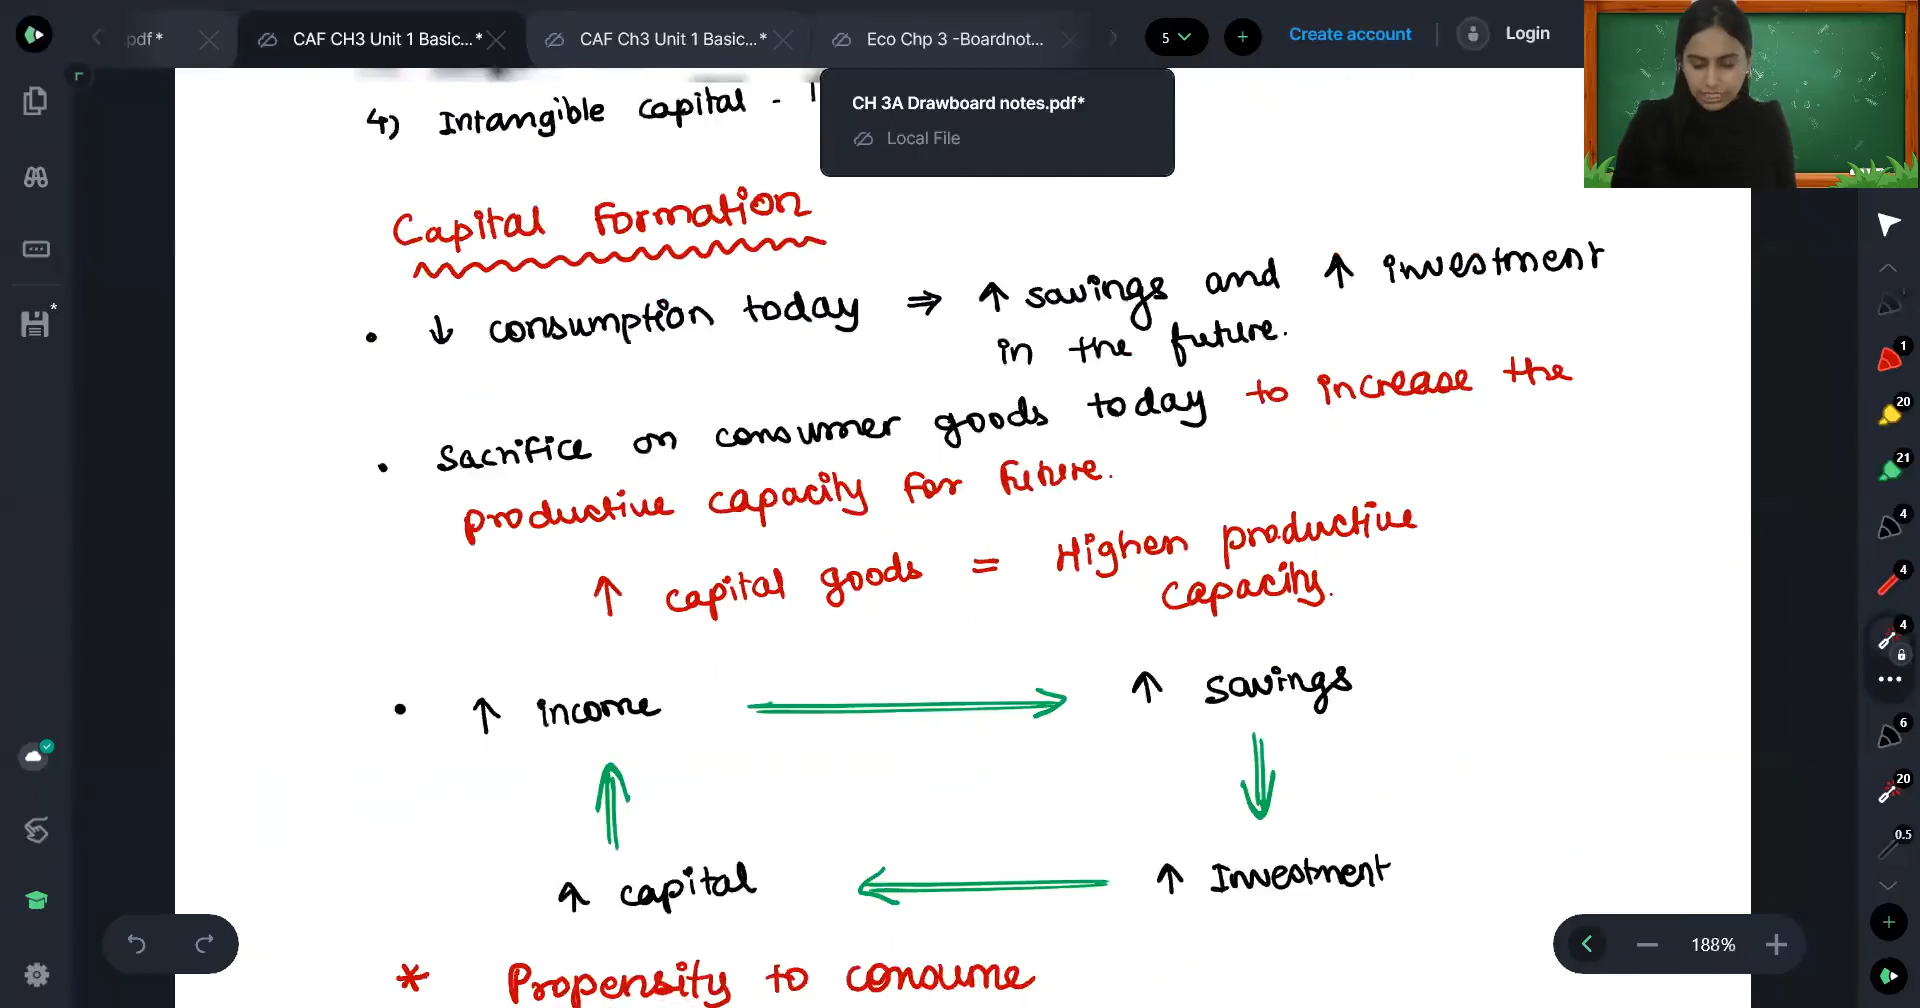 .pdf *
CAF CH3 Unit 1 Basic...*
CAF Ch3 Unit 1 Basic...*
Eco Chp 3 -Boardnot...
5
Create account
Login
CH 3A Drawboard notes.pdf*
Local File
4) Intangible capital -
Capital Formation
• ↓ consumption today ⇒ ↑ savings and ↑ investment
in the future.
• Sacrifice on consumer goods today to increase the
productive capacity for future.
↑ capital goods = Higher productive
capacity.
• ↑ income → ↑ savings
↑ capital ← ↑ Investment
* Propensity to consume
1
20
21
4
4
4
6
20
0.5
188%